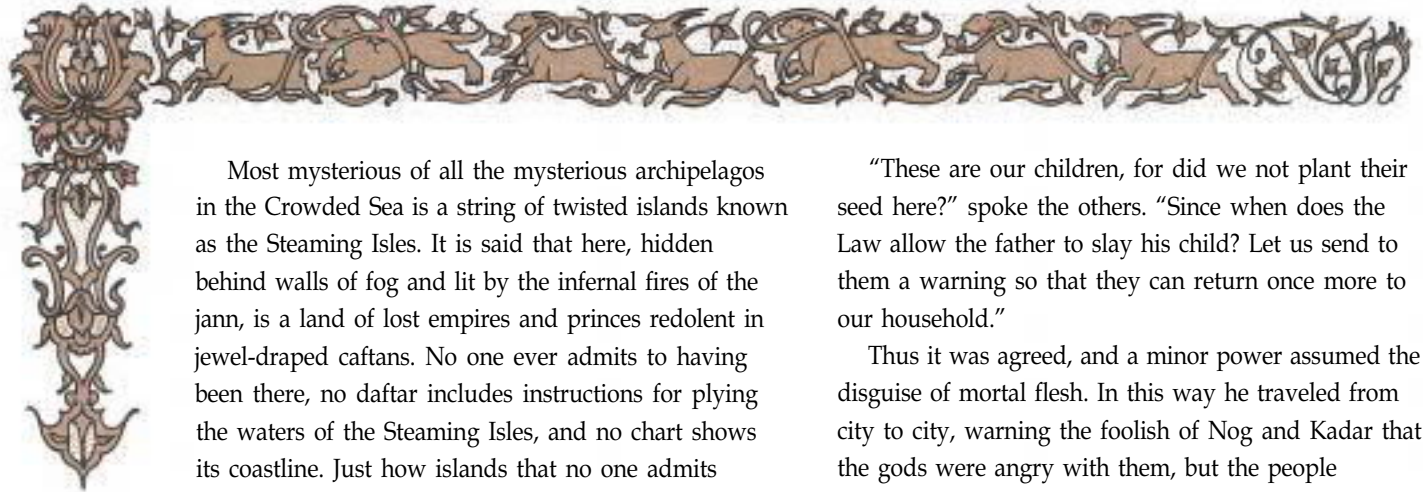 Most mysterious of all the mysterious archipelagos
in the Crowded Sea is a string of twisted islands known
as the Steaming Isles. It is said that here, hidden
behind walls of fog and lit by the infernal fires of the
jann, is a land of lost empires and princes redolent in
jewel-draped caftans. No one ever admits to having
been there, no daftar includes instructions for plying
the waters of the Steaming Isles, and no chart shows
its coastline. Just how islands that no one admits
“These are our children, for did we not plant their
seed here?” spoke the others. “Since when does the
Law allow the father to slay his child? Let us send to
them a warning so that they can return once more to
our household.”
Thus it was agreed, and a minor power assumed the
disguise of mortal flesh. In this way he traveled from
city to city, warning the foolish of Nog and Kadar that
the gods were angry with them, but the people